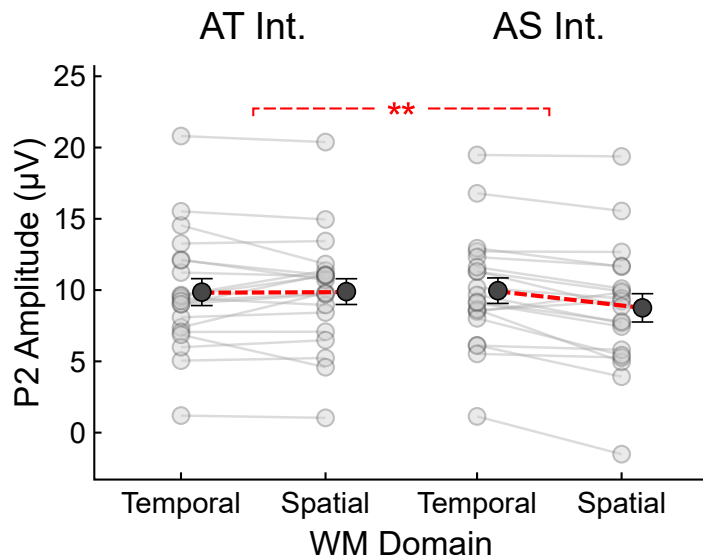 AT Int. AS Int.
P2 Amplitude (µV)
25
20
15
10
5
0
**
Temporal Spatial Temporal Spatial
WM Domain